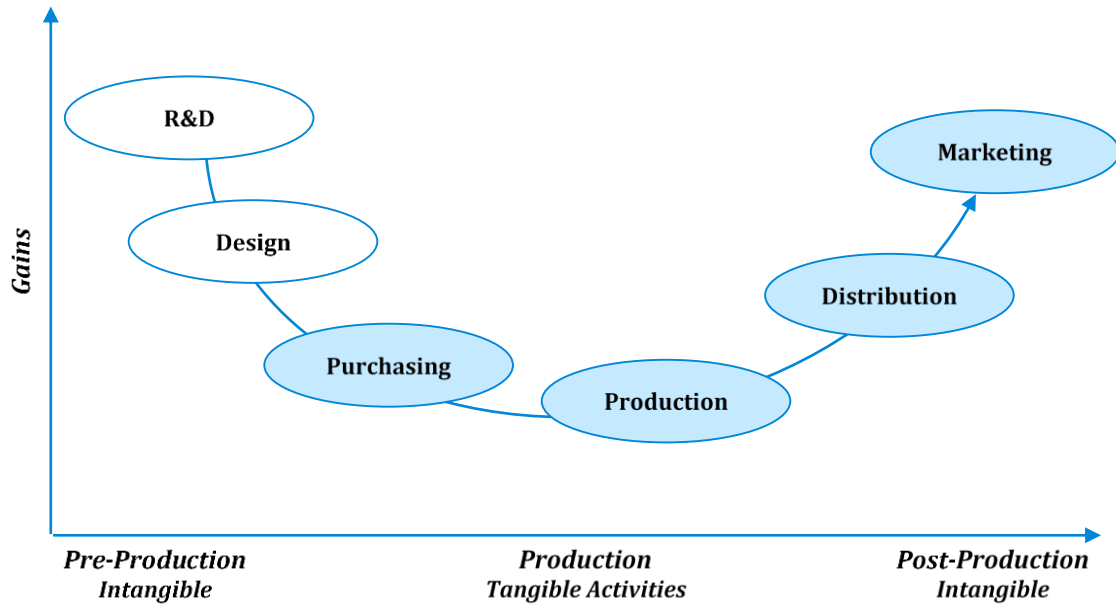 R&D
Marketing
Design
Gains
Distribution
Purchasing
Production
Pre-Production
Intangible
Production
Tangible Activities
Post-Production
Intangible